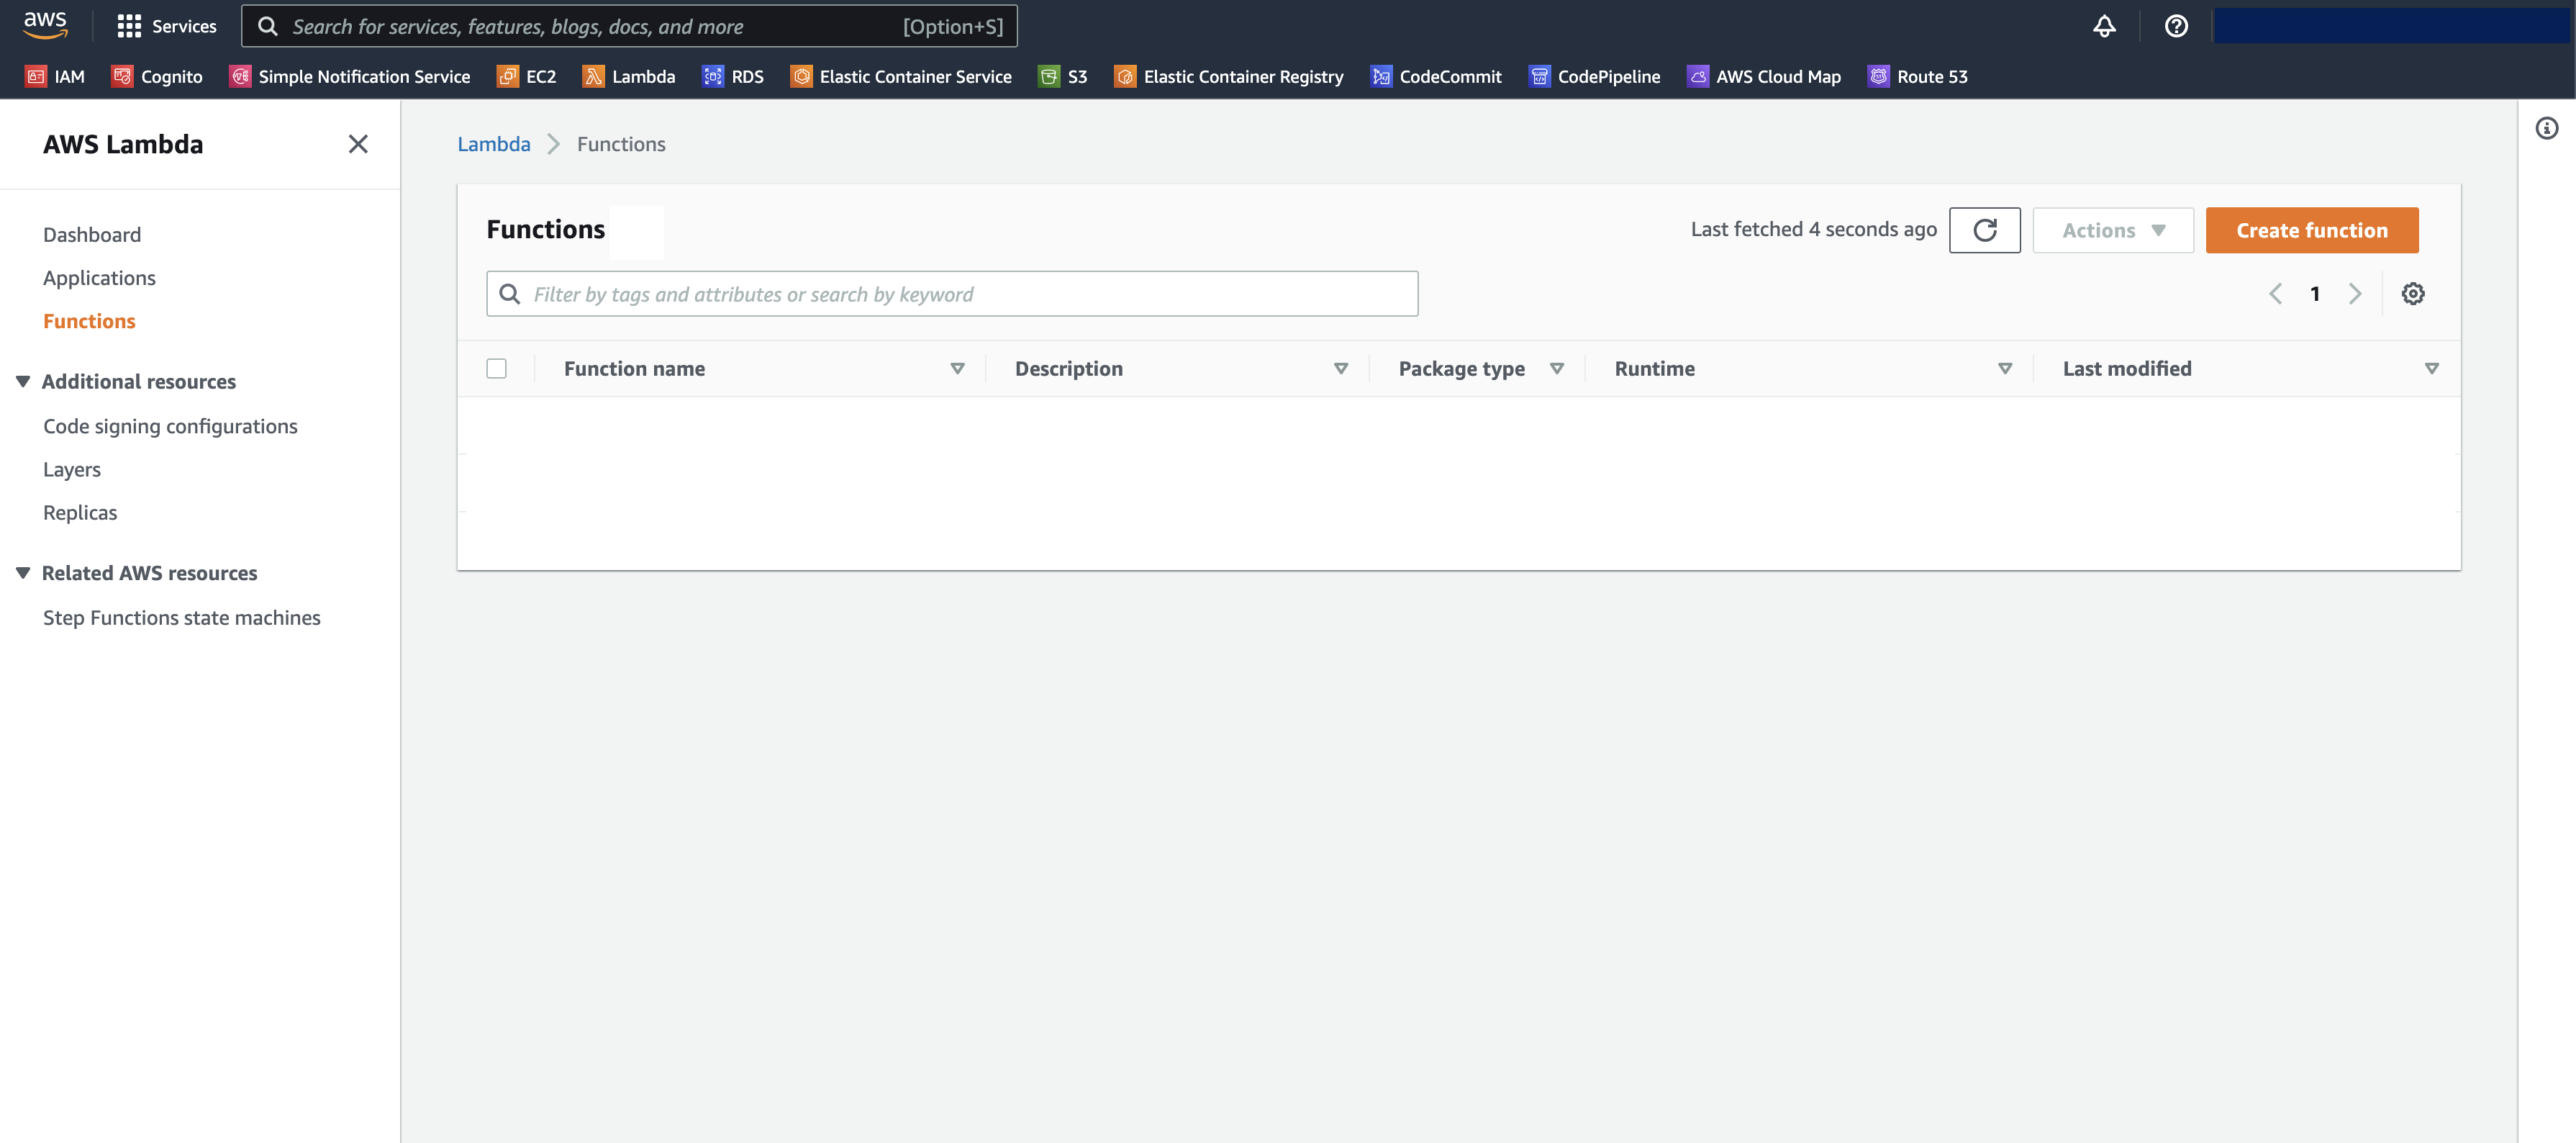 aws Services Search for services, features, blogs, docs, and more [Option+S]
IAM Cognito Simple Notification Service EC2 Lambda RDS Elastic Container Service S3 Elastic Container Registry CodeCommit CodePipeline AWS Cloud Map Route 53
AWS Lambda
Dashboard
Applications
Functions
Additional resources
Code signing configurations
Layers
Replicas
Related AWS resources
Step Functions state machines
Lambda Functions
Functions Last fetched 4 seconds ago Actions Create function
Filter by tags and attributes or search by keyword 1
Function name Description Package type Runtime Last modified